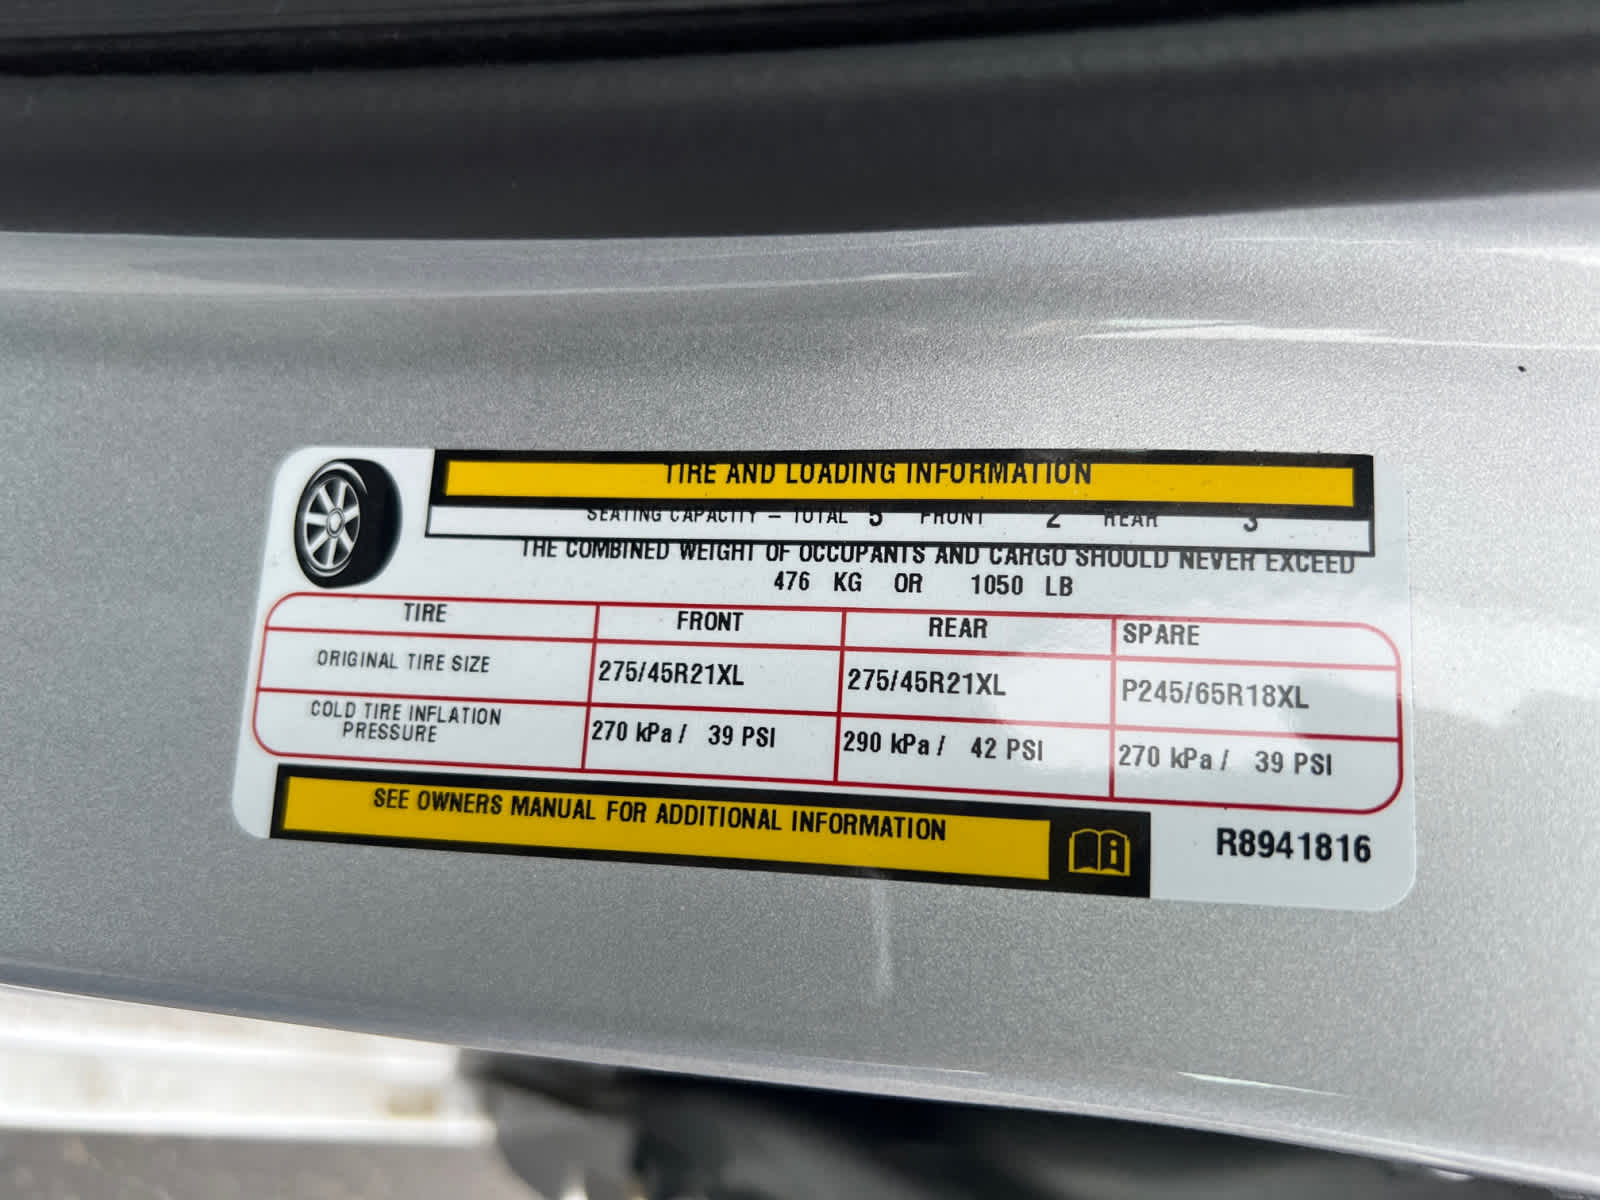 TIRE AND LOADING INFORMATION
SEATING CAPACITY – TOTAL 5 FRONT 2 REAR 3
THE COMBINED WEIGHT OF OCCUPANTS AND CARGO SHOULD NEVER EXCEED
476 KG OR 1050 LB
TIRE FRONT REAR SPARE
ORIGINAL TIRE SIZE 275/45R21XL 275/45R21XL P245/65R18XL
COLD TIRE INFLATION
PRESSURE 270 kPa / 39 PSI 290 kPa / 42 PSI 270 kPa / 39 PSI
SEE OWNERS MANUAL FOR ADDITIONAL INFORMATION
R8941816